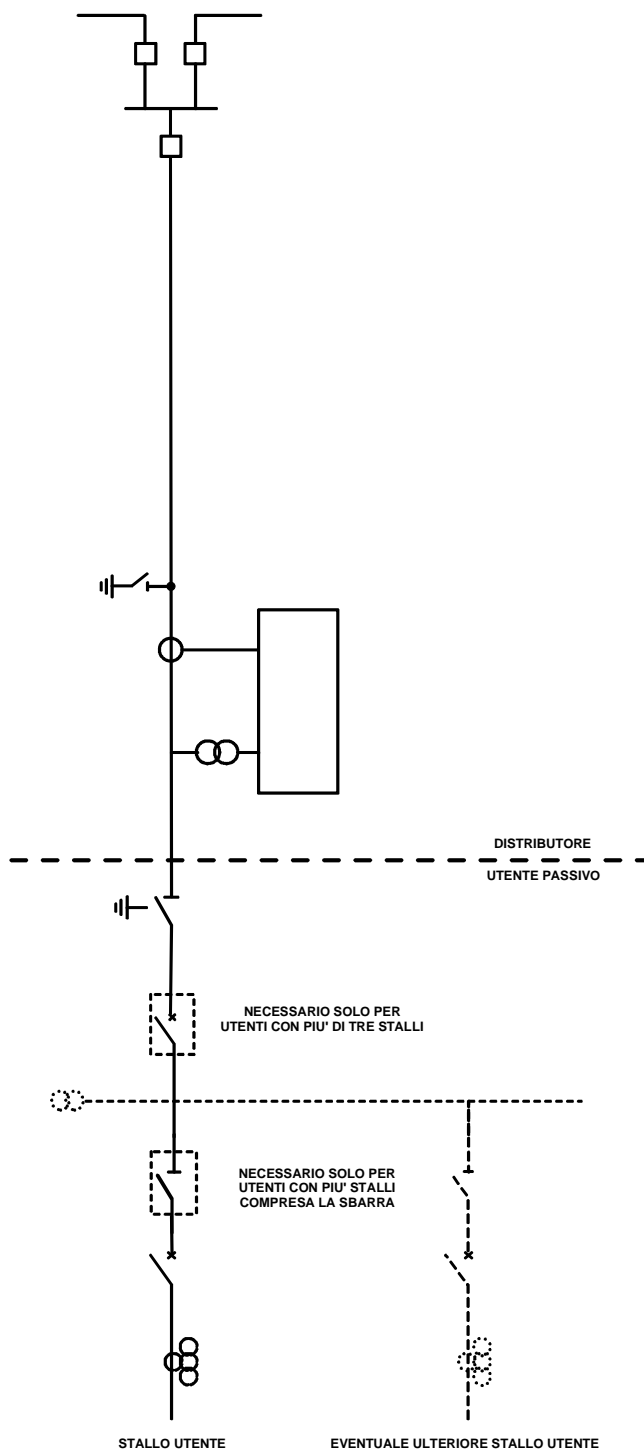 DISTRIBUTORE
UTENTE PASSIVO
NECESSARIO SOLO PER
UTENTI CON PIU' DI TRE STALLI
NECESSARIO SOLO PER
UTENTI CON PIU' STALLI
COMPRESA LA SBARRA
STALLO UTENTE
EVENTUALE ULTERIORE STALLO UTENTE